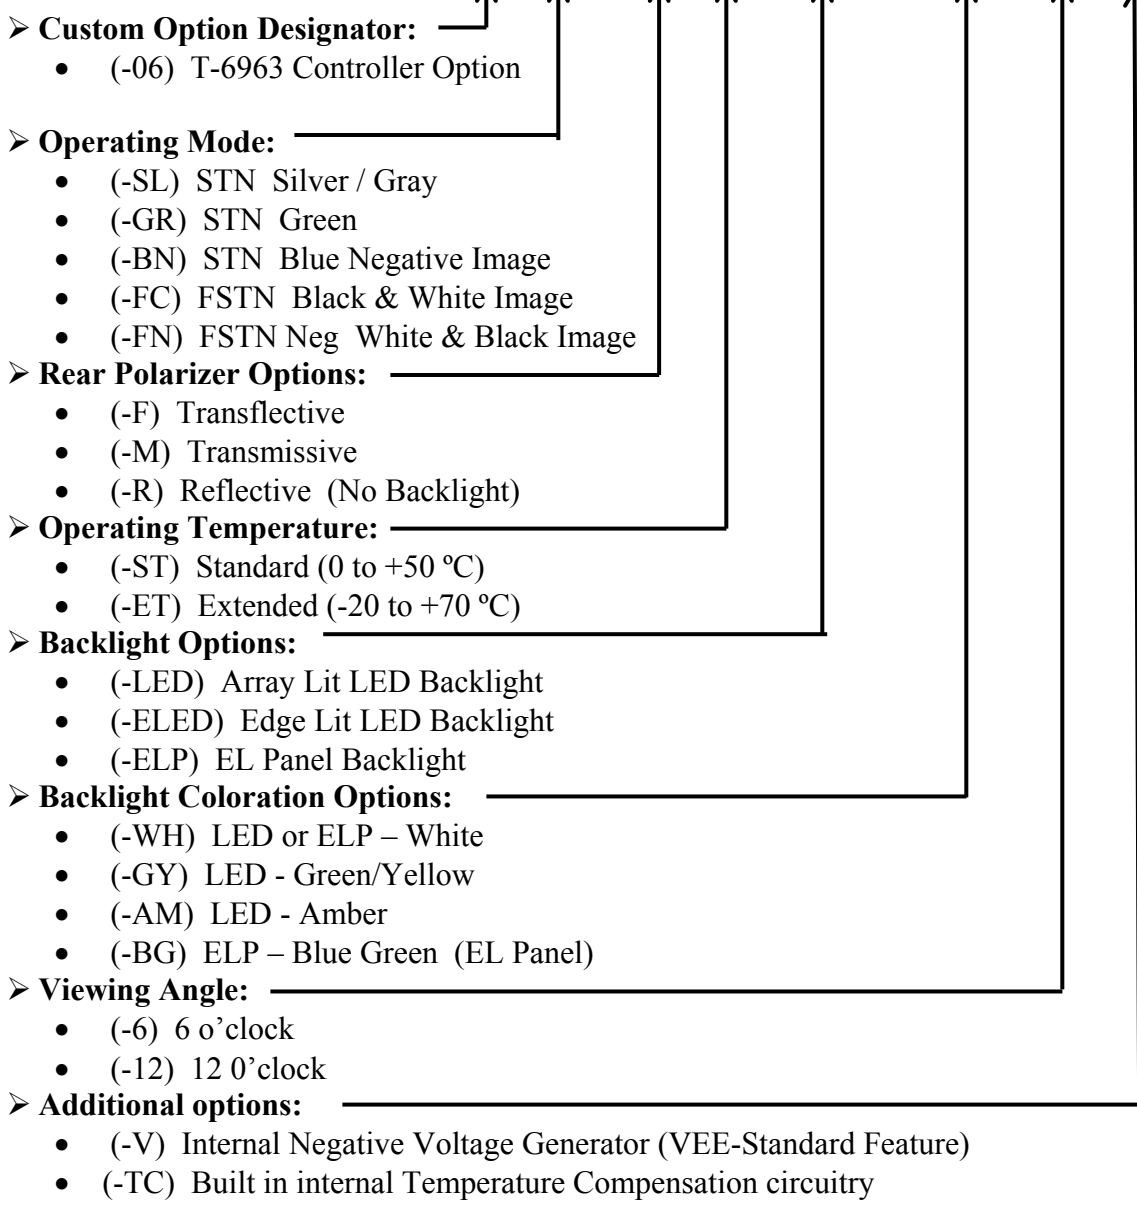 ➢ Custom Option Designator:
• (-06) T-6963 Controller Option
➢ Operating Mode:
• (-SL) STN Silver / Gray
• (-GR) STN Green
• (-BN) STN Blue Negative Image
• (-FC) FSTN Black & White Image
• (-FN) FSTN Neg White & Black Image
➢ Rear Polarizer Options:
• (-F) Transflective
• (-M) Transmissive
• (-R) Reflective (No Backlight)
➢ Operating Temperature:
• (-ST) Standard (0 to +50 ºC)
• (-ET) Extended (-20 to +70 ºC)
➢ Backlight Options:
• (-LED) Array Lit LED Backlight
• (-ELED) Edge Lit LED Backlight
• (-ELP) EL Panel Backlight
➢ Backlight Coloration Options:
• (-WH) LED or ELP – White
• (-GY) LED - Green/Yellow
• (-AM) LED - Amber
• (-BG) ELP – Blue Green (EL Panel)
➢ Viewing Angle:
• (-6) 6 o’clock
• (-12) 12 0’clock
➢ Additional options:
• (-V) Internal Negative Voltage Generator (VEE-Standard Feature)
• (-TC) Built in internal Temperature Compensation circuitry